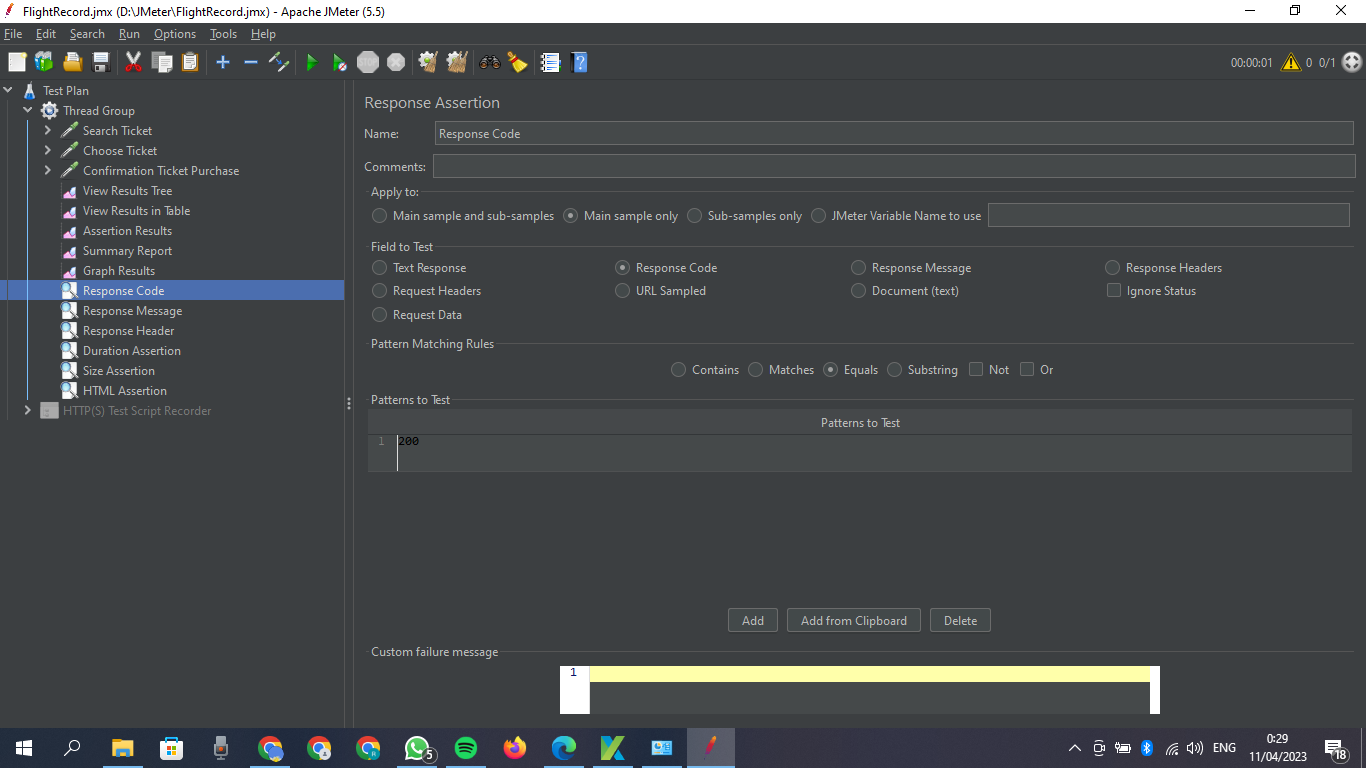 FlightRecord.jmx (D:\JMeter\FlightRecord.jmx) - Apache JMeter (5.5)
File Edit Search Run Options Tools Help
STOP
00:00:01 0 0/1
Test Plan
Thread Group
Search Ticket
Choose Ticket
Confirmation Ticket Purchase
View Results Tree
View Results in Table
Assertion Results
Summary Report
Graph Results
Response Code
Response Message
Response Header
Duration Assertion
Size Assertion
HTML Assertion
HTTP(S) Test Script Recorder
Response Assertion
Name: Response Code
Comments:
Apply to:
Main sample and sub-samples Main sample only Sub-samples only JMeter Variable Name to use
Field to Test
Text Response Response Code Response Message Response Headers
Request Headers URL Sampled Document (text) Ignore Status
Request Data
Pattern Matching Rules
Contains Matches Equals Substring Not Or
Patterns to Test
Patterns to Test
1 200
Add Add from Clipboard Delete
Custom failure message
1
5
ENG
0:29
11/04/2023
18